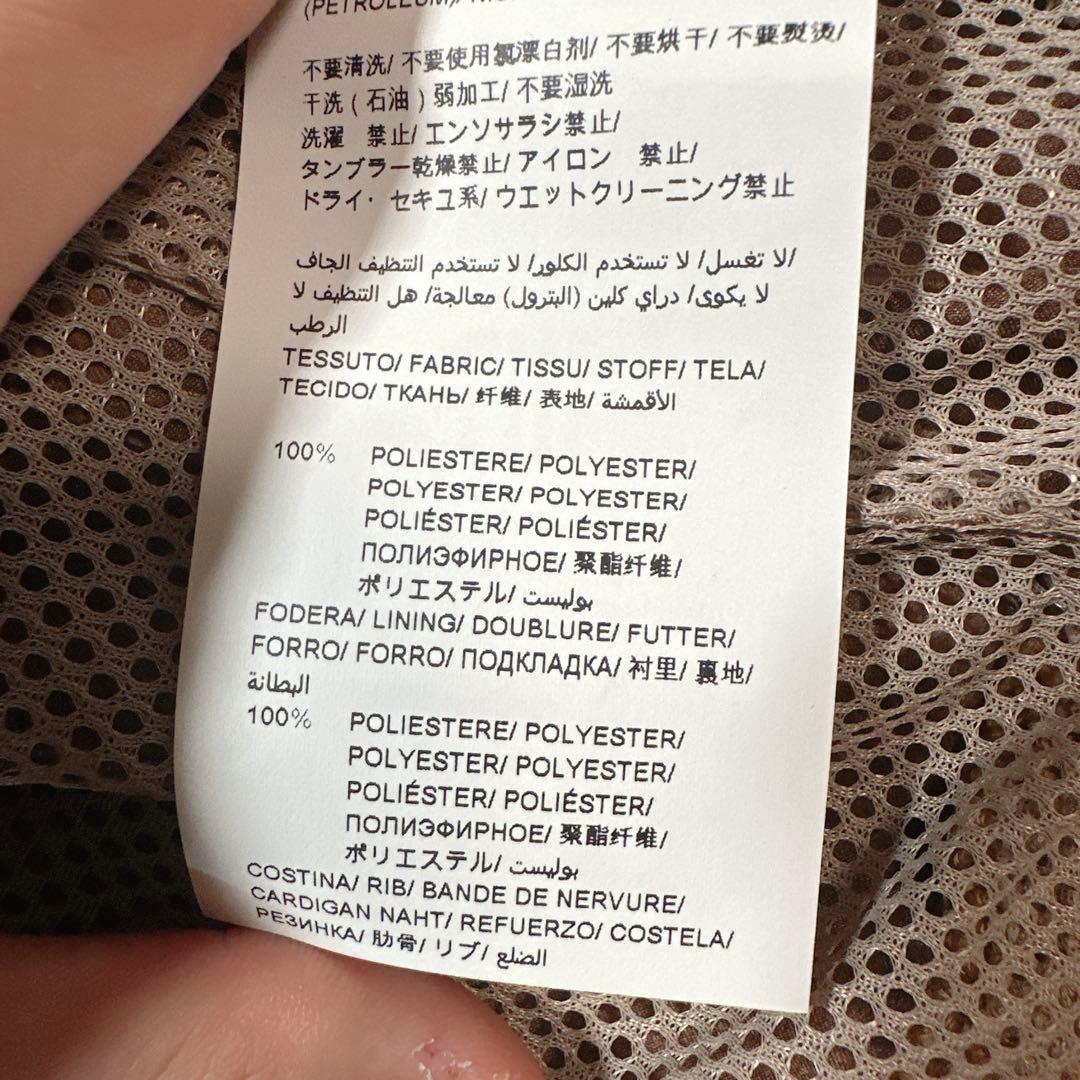 (PETROLEUM)/
不要清洗/ 不要使用氯漂白剂/ 不要烘干/ 不要熨烫/
干洗 ( 石油 ) 弱加工/ 不要湿洗
洗濯 禁止/ エンソサラシ禁止/
タンブラー乾燥禁止/ アイロン 禁止/
ドライ・ セキユ系/ ウエットクリーニング禁止
لا تغسل/ لا تستخدم الكلور/ لا تستخدم التنظيف الجاف/
لا يكوى/ دراي كلين (البترول) معالجة/ هل التنظيف لا
الرطب
TESSUTO/ FABRIC/ TISSU/ STOFF/ TELA/
TECIDO/ ТКАНЬ/ 纤维/ 表地/ الأقمشة
100% POLIESTERE/ POLYESTER/
POLYESTER/ POLYESTER/
POLIÉSTER/ POLIÉSTER/
ПОЛИЭФИРНОЕ/ 聚酯纤维/
ポリエステル/ بوليست
FODERA/ LINING/ DOUBLURE/ FUTTER/
FORRO/ FORRO/ ПОДКЛАДКА/ 衬里/ 裏地/
البطانة
100% POLIESTERE/ POLYESTER/
POLYESTER/ POLYESTER/
POLIÉSTER/ POLIÉSTER/
ПОЛИЭФИРНОЕ/ 聚酯纤维/
ポリエステル/ بوليست
COSTINA/ RIB/ BANDE DE NERVURE/
CARDIGAN NAHT/ REFUERZO/ COSTELA/
РЕЗИНКА/ 肋骨/ リブ/ الضلع